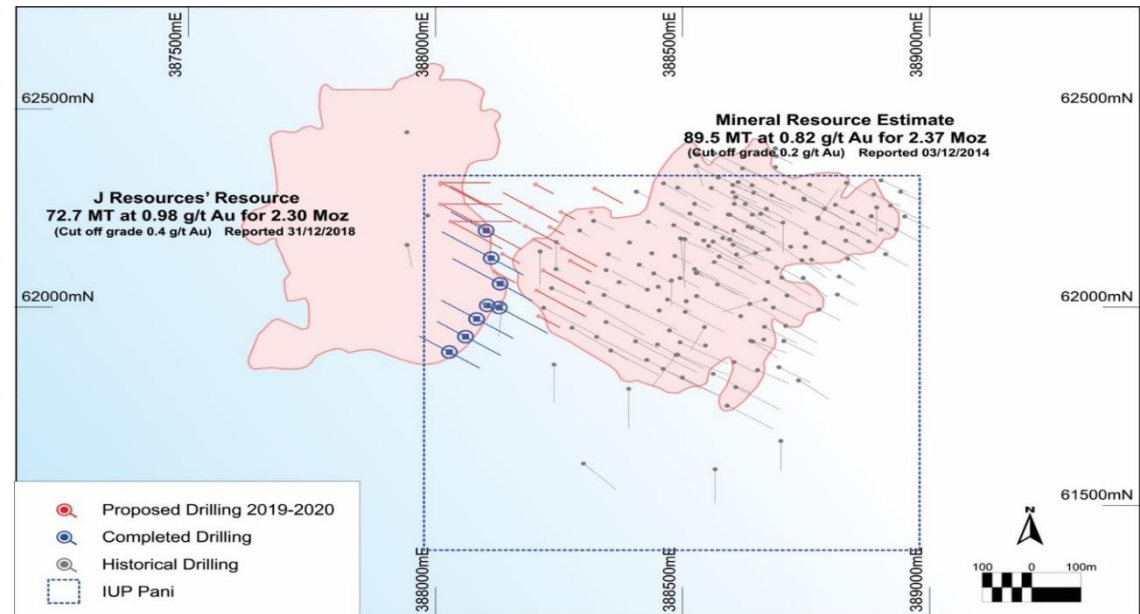 387500mE
388000mE
388500mE
389000mE
62500mN
62500mN
Mineral Resource Estimate
89.5 MT at 0.82 g/t Au for 2.37 Moz
(Cut off grade 0.2 g/t Au) Reported 03/12/2014
J Resources' Resource
72.7 MT at 0.98 g/t Au for 2.30 Moz
(Cut off grade 0.4 g/t Au) Reported 31/12/2018
62000mN
62000mN
61500mN
Proposed Drilling 2019-2020
Completed Drilling
Historical Drilling
IUP Pani
388000mE
388500mE
389000mE
N
100 0 100m